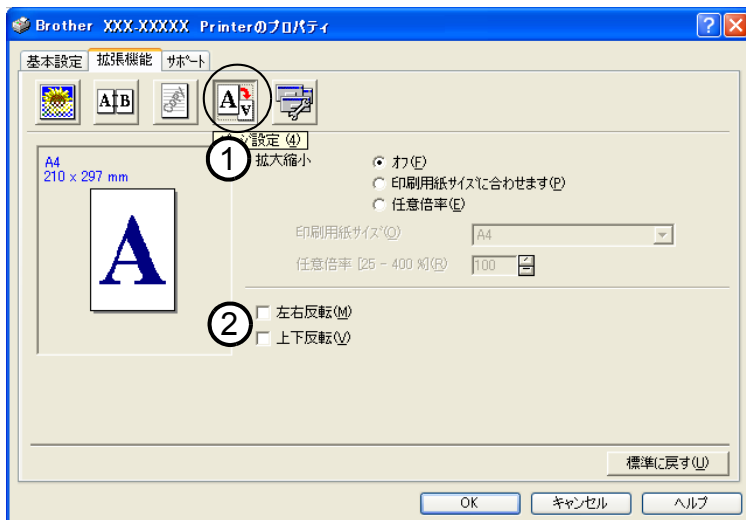 Brother XXX-XXXXX Printerのプロパティ
基本設定 拡張機能 サポート
A B
COPY
A A
設定 (4)
1
拡大縮小
オフ(F)
印刷用紙サイズに合わせます(P)
任意倍率(E)
A4
210 x 297 mm
A
印刷用紙サイズ(O) A4
任意倍率 [25 - 400 %](R) 100
2
左右反転(M)
上下反転(V)
標準に戻す(U)
OK キャンセル ヘルプ